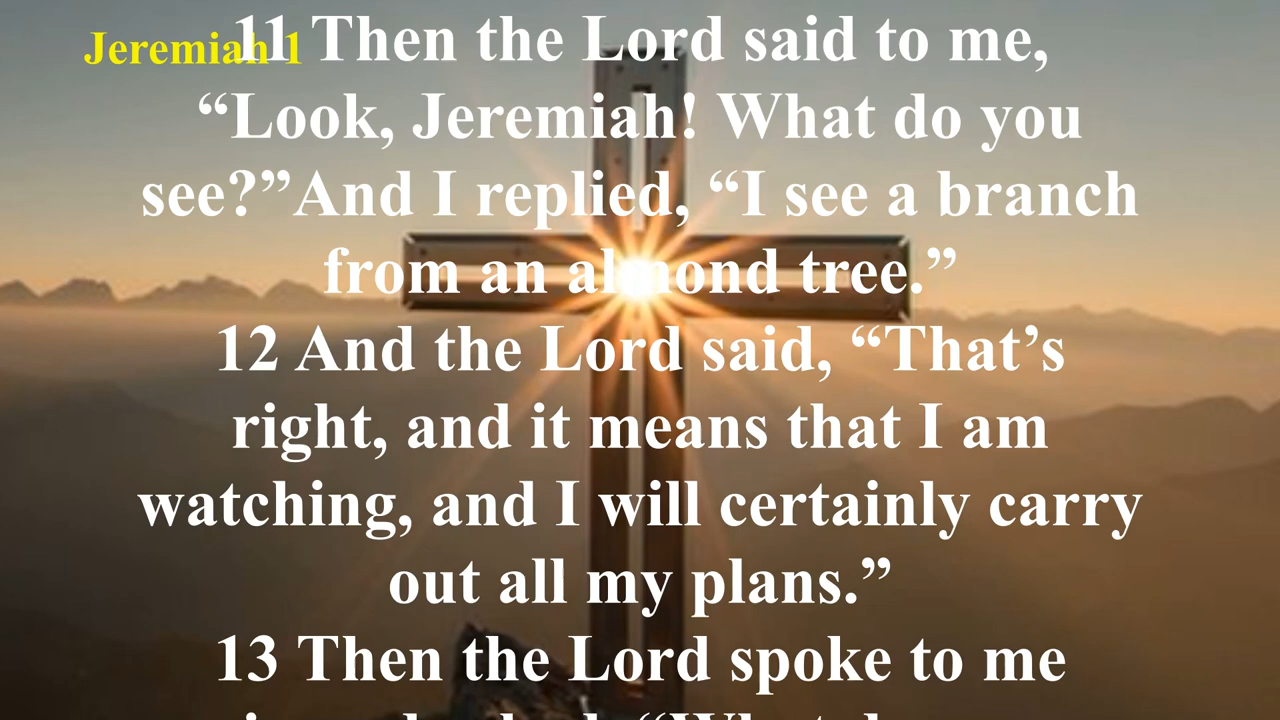 Jeremiah 1
11 Then the Lord said to me,
“Look, Jeremiah! What do you
see?”And I replied, “I see a branch
from an almond tree.”
12 And the Lord said, “That’s
right, and it means that I am
watching, and I will certainly carry
out all my plans.”
13 Then the Lord spoke to me